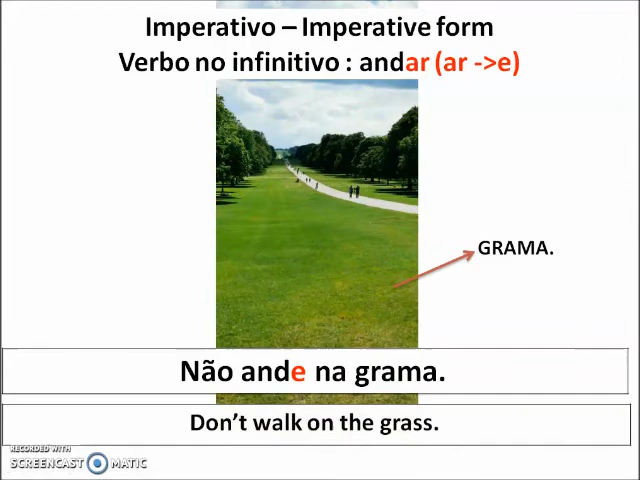 Imperativo – Imperative form
Verbo no infinitivo : andar (ar ->e)
GRAMA.
Não ande na grama.
Don't walk on the grass.
RECORDED WITH
SCREENCAST MATIC